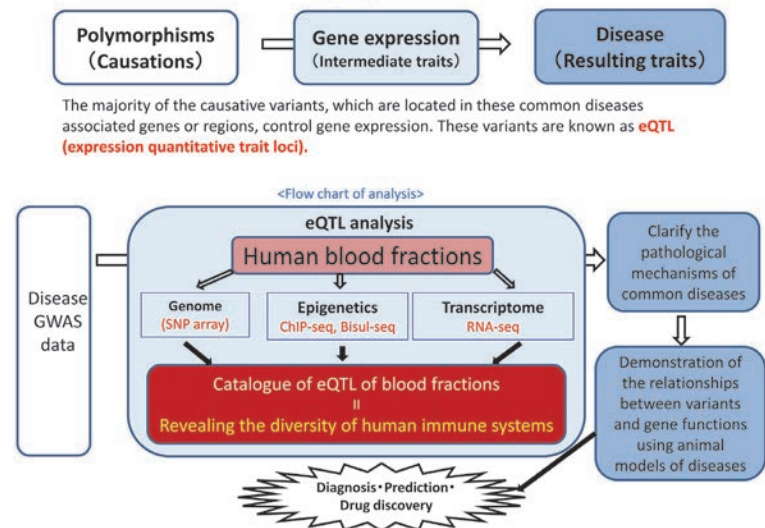 Polymorphisms
（Causations）
Gene expression
(Intermediate traits)
Disease
（Resulting traits）
The majority of the causative variants, which are located in these common diseases
associated genes or regions, control gene expression. These variants are known as eQTL
(expression quantitative trait loci).
<Flow chart of analysis>
Disease
GWAS
data
eQTL analysis
Human blood fractions
Genome
(SNP array)
Epigenetics
ChIP-seq, Bisul-seq
Transcriptome
RNA-seq
Catalogue of eQTL of blood fractions
=
Revealing the diversity of human immune systems
Clarify the
pathological
mechanisms of
common diseases
Demonstration of
the relationships
between variants
and gene functions
using animal
models of diseases
Diagnosis・Prediction・
Drug discovery